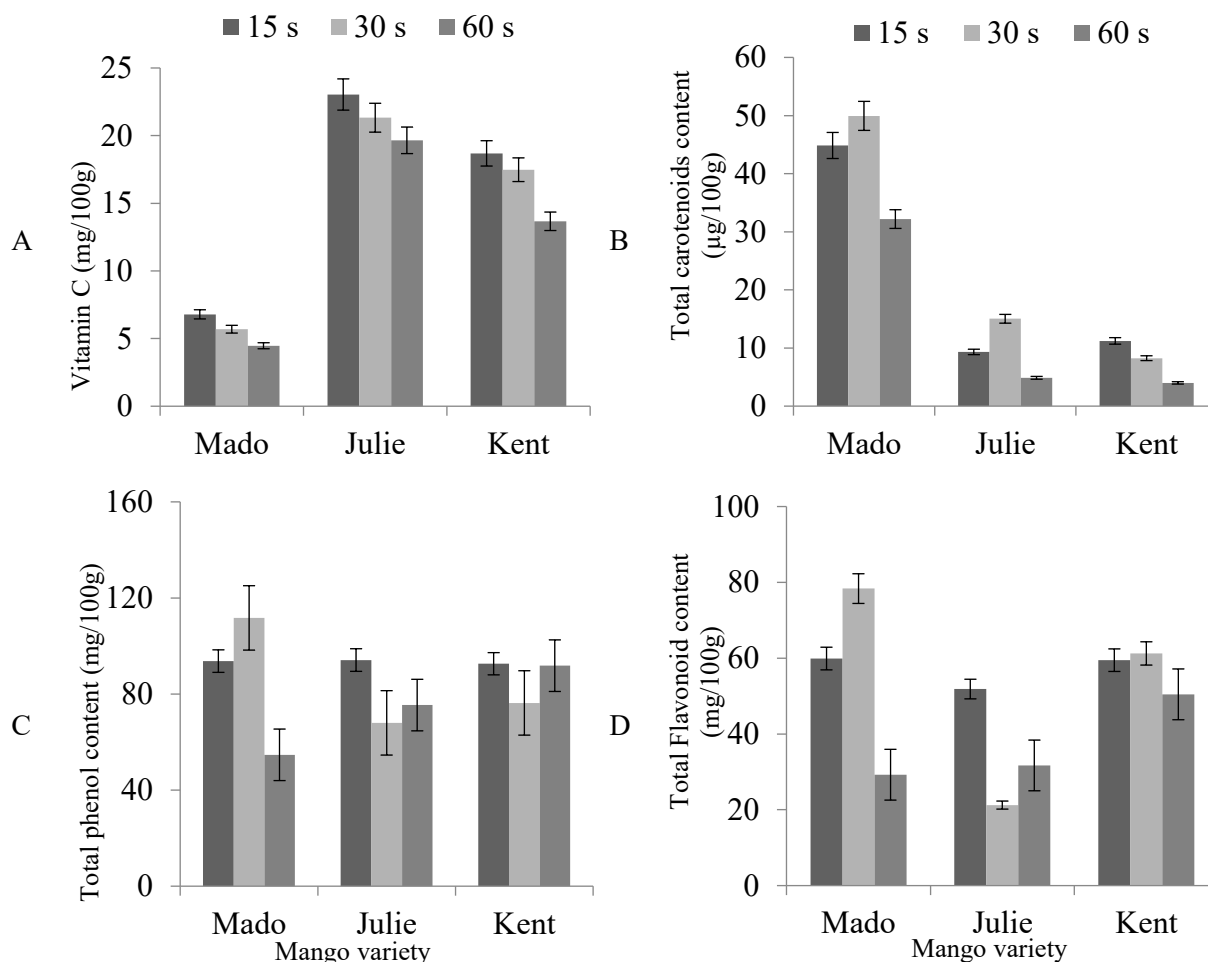 15 s 30 s 60 s
25
20
15
10
5
0
Vitamin C (mg/100g)
A
Mado Julie Kent
15 s 30 s 60 s
60
50
40
30
20
10
0
Total carotenoids content
(µg/100g)
B
Mado Julie Kent
160
120
80
40
0
Total phenol content (mg/100g)
C
Mado Julie Kent
Mango variety
100
80
60
40
20
0
Total Flavonoid content
(mg/100g)
D
Mado Julie Kent
Mango variety